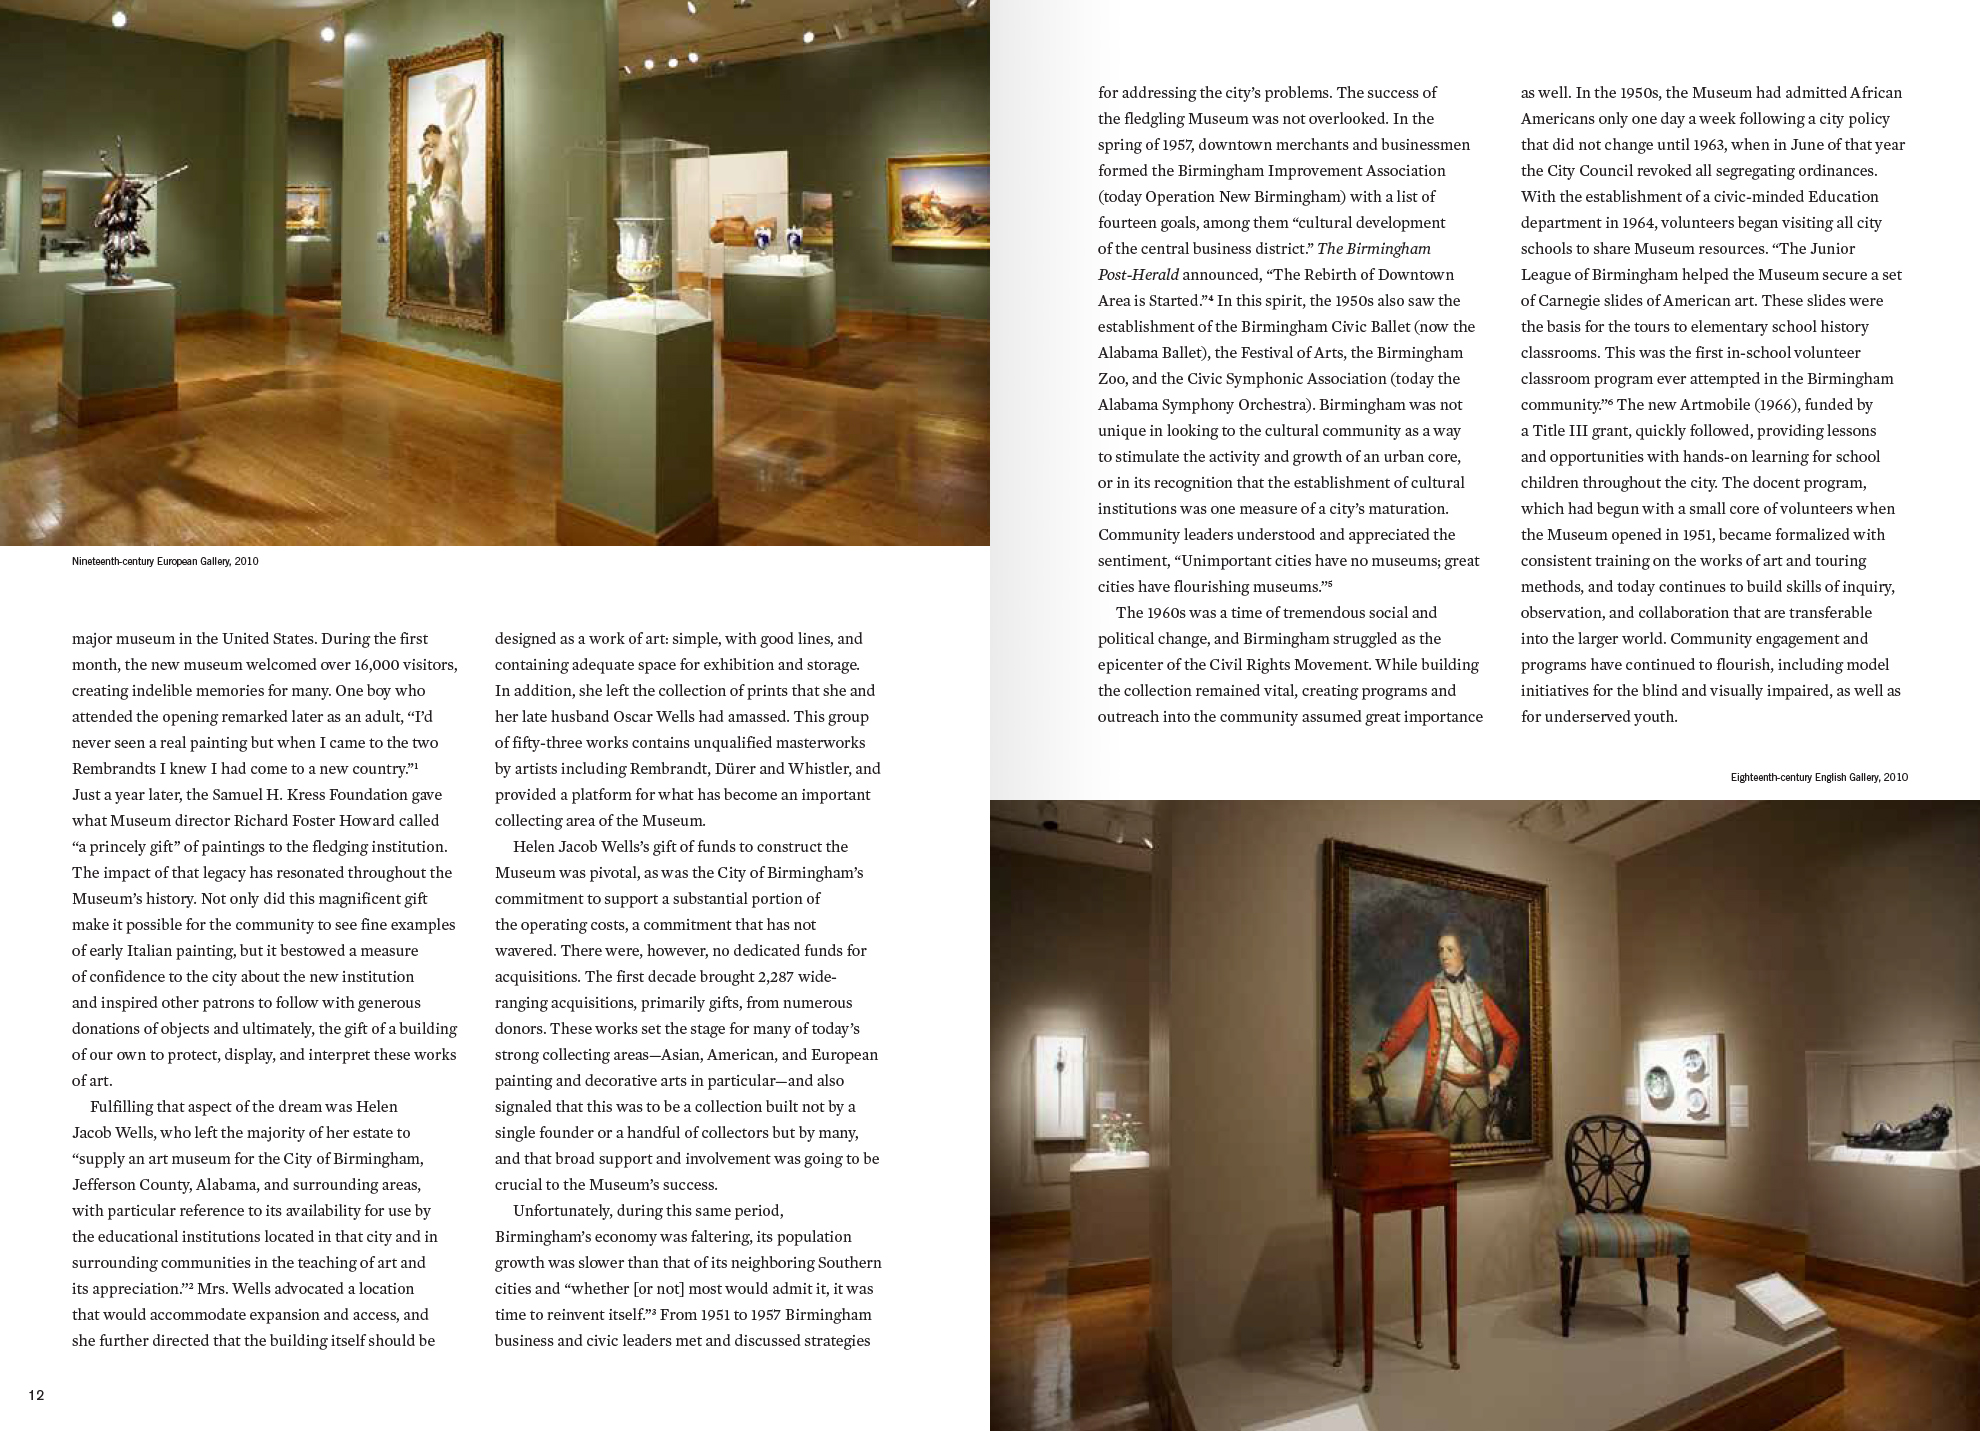 Nineteenth-century European Gallery, 2010
major museum in the United States. During the first
month, the new museum welcomed over 16,000 visitors,
creating indelible memories for many. One boy who
attended the opening remarked later as an adult, “I’d
never seen a real painting but when I came to the two
Rembrandts I knew I had come to a new country.”¹
Just a year later, the Samuel H. Kress Foundation gave
what Museum director Richard Foster Howard called
“a princely gift” of paintings to the fledging institution.
The impact of that legacy has resonated throughout the
Museum’s history. Not only did this magnificent gift
make it possible for the community to see fine examples
of early Italian painting, but it bestowed a measure
of confidence to the city about the new institution
and inspired other patrons to follow with generous
donations of objects and ultimately, the gift of a building
of our own to protect, display, and interpret these works
of art.
Fulfilling that aspect of the dream was Helen
Jacob Wells, who left the majority of her estate to
“supply an art museum for the City of Birmingham,
Jefferson County, Alabama, and surrounding areas,
with particular reference to its availability for use by
the educational institutions located in that city and in
surrounding communities in the teaching of art and
its appreciation.”² Mrs. Wells advocated a location
that would accommodate expansion and access, and
she further directed that the building itself should be
designed as a work of art: simple, with good lines, and
containing adequate space for exhibition and storage.
In addition, she left the collection of prints that she and
her late husband Oscar Wells had amassed. This group
of fifty-three works contains unqualified masterworks
by artists including Rembrandt, Dürer and Whistler, and
provided a platform for what has become an important
collecting area of the Museum.
Helen Jacob Wells’s gift of funds to construct the
Museum was pivotal, as was the City of Birmingham’s
commitment to support a substantial portion of
the operating costs, a commitment that has not
wavered. There were, however, no dedicated funds for
acquisitions. The first decade brought 2,287 wide-
ranging acquisitions, primarily gifts, from numerous
donors. These works set the stage for many of today’s
strong collecting areas—Asian, American, and European
painting and decorative arts in particular—and also
signaled that this was to be a collection built not by a
single founder or a handful of collectors but by many,
and that broad support and involvement was going to be
crucial to the Museum’s success.
Unfortunately, during this same period,
Birmingham’s economy was faltering, its population
growth was slower than that of its neighboring Southern
cities and “whether [or not] most would admit it, it was
time to reinvent itself.”³ From 1951 to 1957 Birmingham
business and civic leaders met and discussed strategies
12
for addressing the city’s problems. The success of
the fledgling Museum was not overlooked. In the
spring of 1957, downtown merchants and businessmen
formed the Birmingham Improvement Association
(today Operation New Birmingham) with a list of
fourteen goals, among them “cultural development
of the central business district.” The Birmingham
Post-Herald announced, “The Rebirth of Downtown
Area is Started.”⁴ In this spirit, the 1950s also saw the
establishment of the Birmingham Civic Ballet (now the
Alabama Ballet), the Festival of Arts, the Birmingham
Zoo, and the Civic Symphonic Association (today the
Alabama Symphony Orchestra). Birmingham was not
unique in looking to the cultural community as a way
to stimulate the activity and growth of an urban core,
or in its recognition that the establishment of cultural
institutions was one measure of a city’s maturation.
Community leaders understood and appreciated the
sentiment, “Unimportant cities have no museums; great
cities have flourishing museums.”⁵
The 1960s was a time of tremendous social and
political change, and Birmingham struggled as the
epicenter of the Civil Rights Movement. While building
the collection remained vital, creating programs and
outreach into the community assumed great importance
as well. In the 1950s, the Museum had admitted African
Americans only one day a week following a city policy
that did not change until 1963, when in June of that year
the City Council revoked all segregating ordinances.
With the establishment of a civic-minded Education
department in 1964, volunteers began visiting all city
schools to share Museum resources. “The Junior
League of Birmingham helped the Museum secure a set
of Carnegie slides of American art. These slides were
the basis for the tours to elementary school history
classrooms. This was the first in-school volunteer
classroom program ever attempted in the Birmingham
community.”⁶ The new Artmobile (1966), funded by
a Title III grant, quickly followed, providing lessons
and opportunities with hands-on learning for school
children throughout the city. The docent program,
which had begun with a small core of volunteers when
the Museum opened in 1951, became formalized with
consistent training on the works of art and touring
methods, and today continues to build skills of inquiry,
observation, and collaboration that are transferable
into the larger world. Community engagement and
programs have continued to flourish, including model
initiatives for the blind and visually impaired, as well as
for underserved youth.
Eighteenth-century English Gallery, 2010